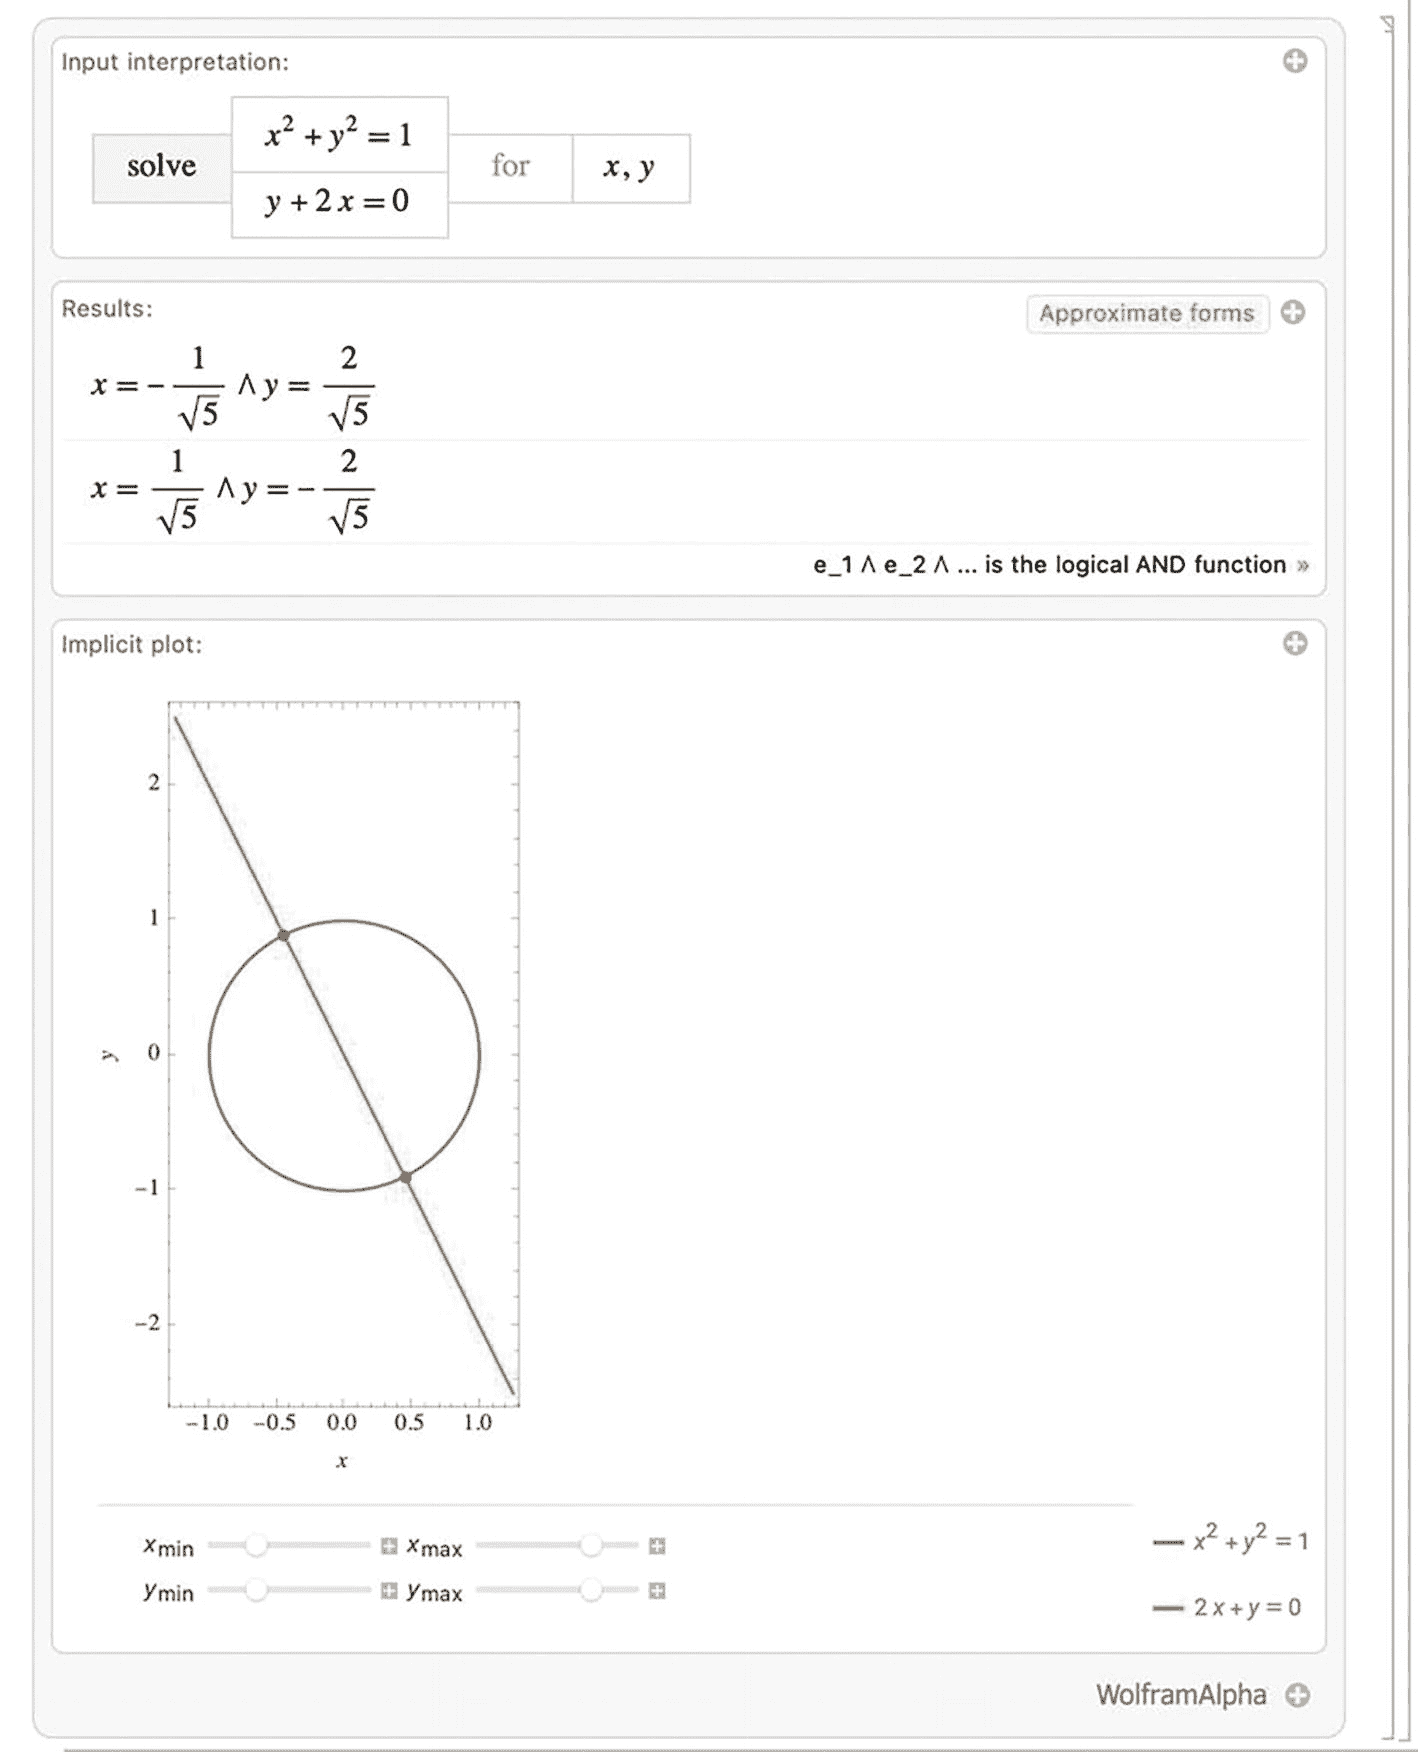 Input interpretation:
solve x² + y² = 1 for x, y
y + 2 x = 0
Results:
Approximate forms
x = - 1/√5 ∧ y = 2/√5
x = 1/√5 ∧ y = - 2/√5
e_1 ∧ e_2 ∧ ... is the logical AND function »
Implicit plot:
2
1
y 0
-1
-2
-1.0 -0.5 0.0 0.5 1.0
x
xmin xmax
ymin ymax
x² + y² = 1
2 x + y = 0
WolframAlpha